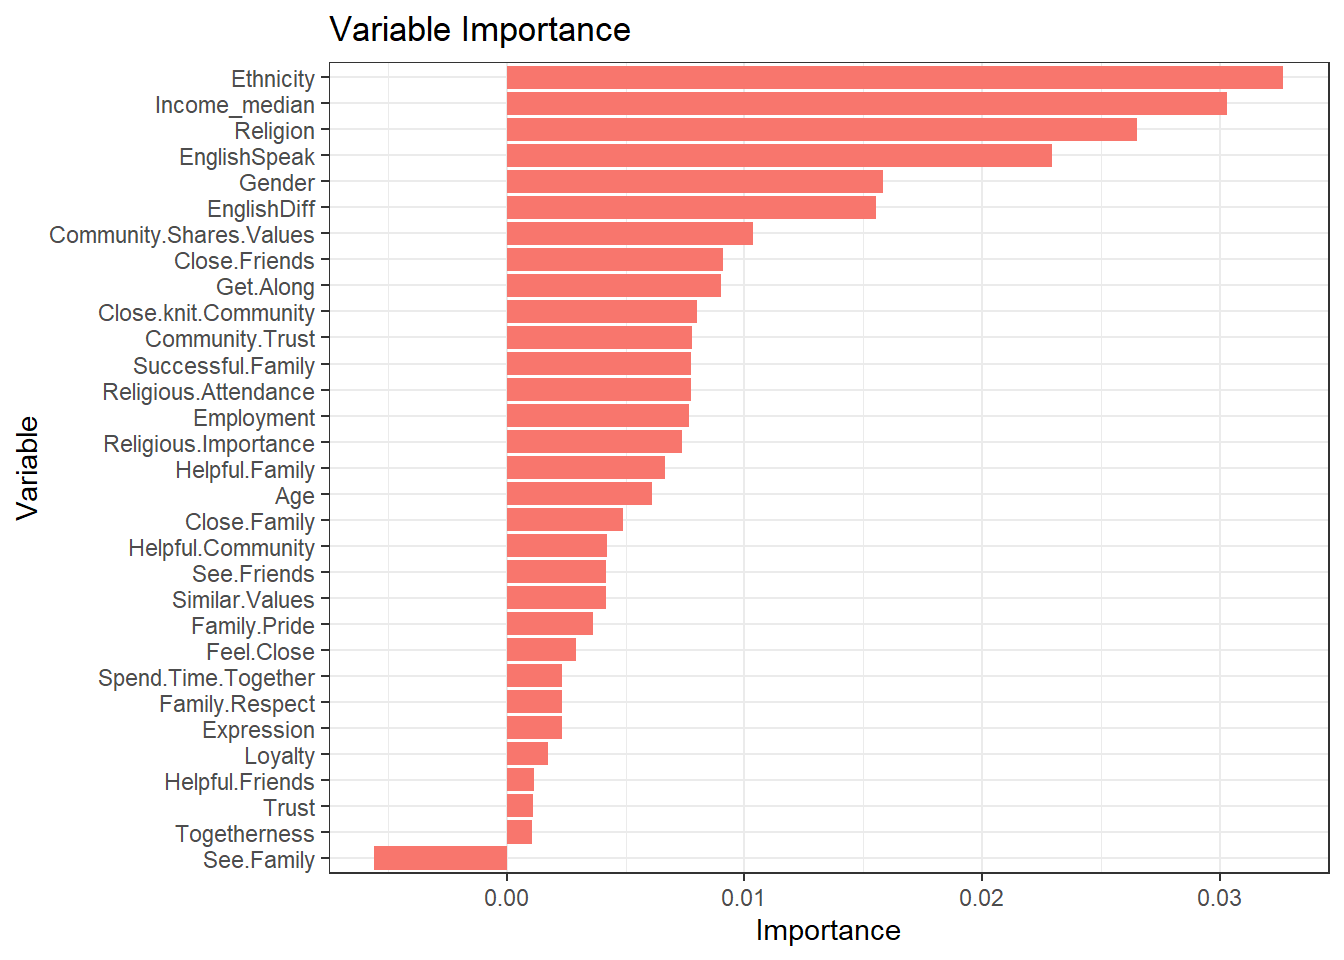 Variable Importance
Ethnicity
Income_median
Religion
EnglishSpeak
Gender
EnglishDiff
Community.Shares.Values
Close.Friends
Get.Along
Close.knit.Community
Community.Trust
Successful.Family
Religious.Attendance
Employment
Religious.Importance
Helpful.Family
Age
Close.Family
Helpful.Community
See.Friends
Similar.Values
Family.Pride
Feel.Close
Spend.Time.Together
Family.Respect
Expression
Loyalty
Helpful.Friends
Trust
Togetherness
See.Family
Variable
0.00 0.01 0.02 0.03
Importance